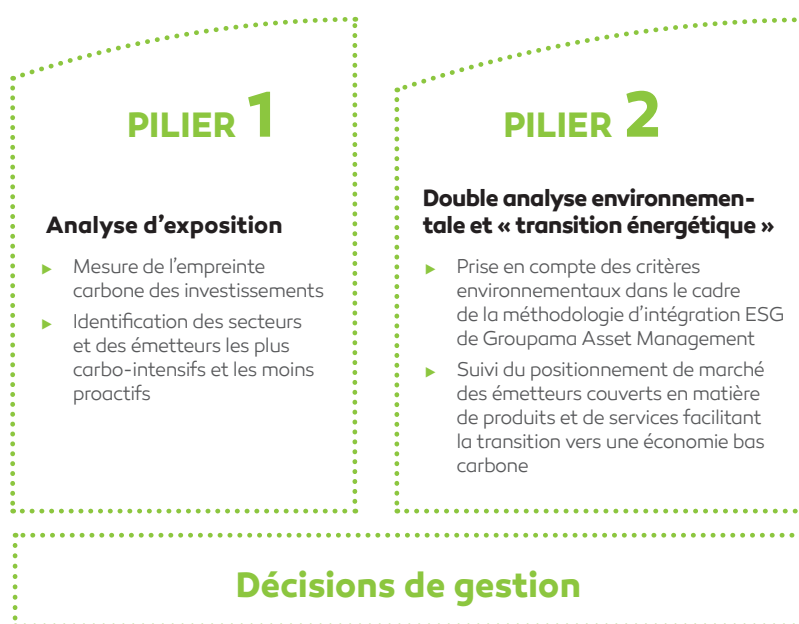 PILIER 1
Analyse d’exposition
▶ Mesure de l’empreinte
carbone des investissements
▶ Identification des secteurs
et des émetteurs les plus
carbo-intensifs et les moins
proactifs
PILIER 2
Double analyse environnemen-
tale et « transition énergétique »
▶ Prise en compte des critères
environnementaux dans le cadre
de la méthodologie d’intégration ESG
de Groupama Asset Management
▶ Suivi du positionnement de marché
des émetteurs couverts en matière
de produits et de services facilitant
la transition vers une économie bas
carbone
Décisions de gestion